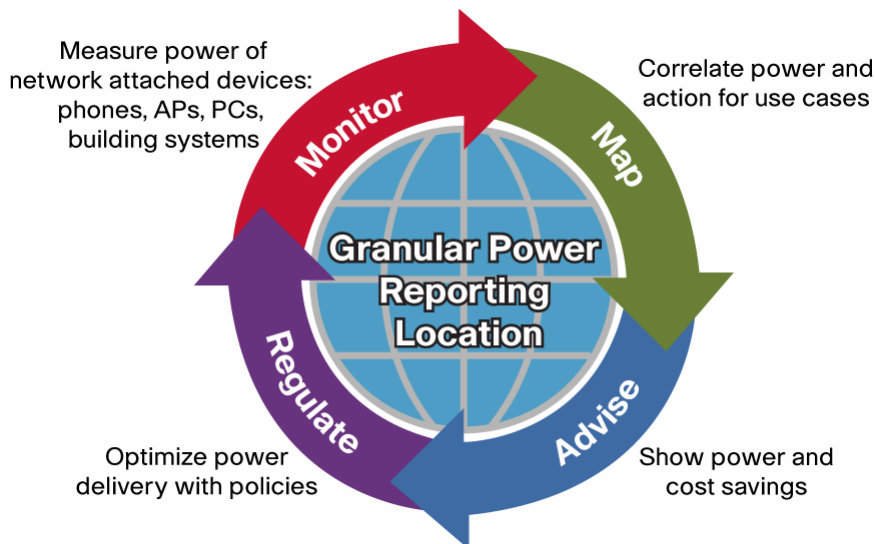 Measure power of
network attached devices:
phones, APs, PCs,
building systems
Monitor
Correlate power and
action for use cases
Map
Granular Power
Reporting
Location
Regulate
Advise
Optimize power
delivery with policies
Show power and
cost savings